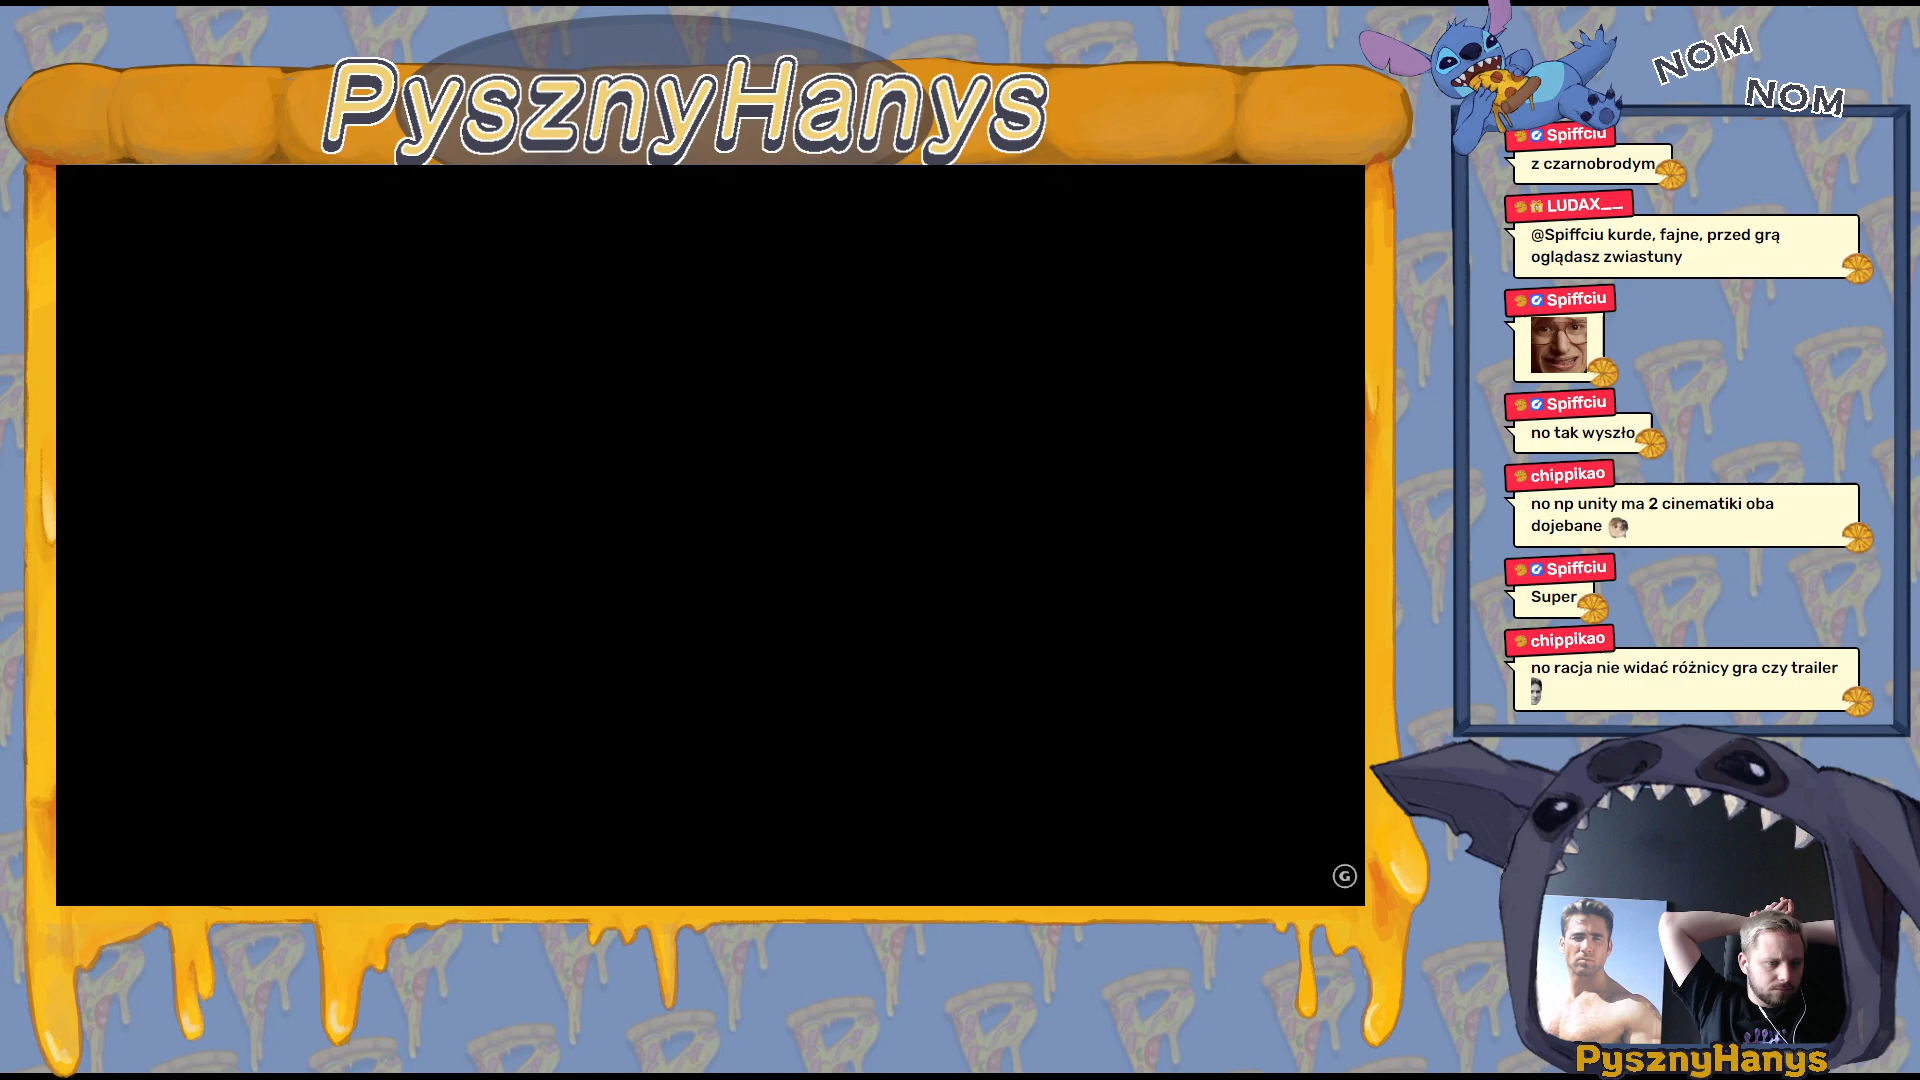 PysznyHanys
NOM
NOM
Spiffciu
z czarnobrodym
LUDAX__
@Spiffciu kurde, fajne, przed grą
oglądasz zwiastuny
Spiffciu
Spiffciu
no tak wyszło
chippikao
no np unity ma 2 cinematiki oba
dojebane
Spiffciu
Super
chippikao
no racja nie widać różnicy gra czy trailer
G
PysznyHanys